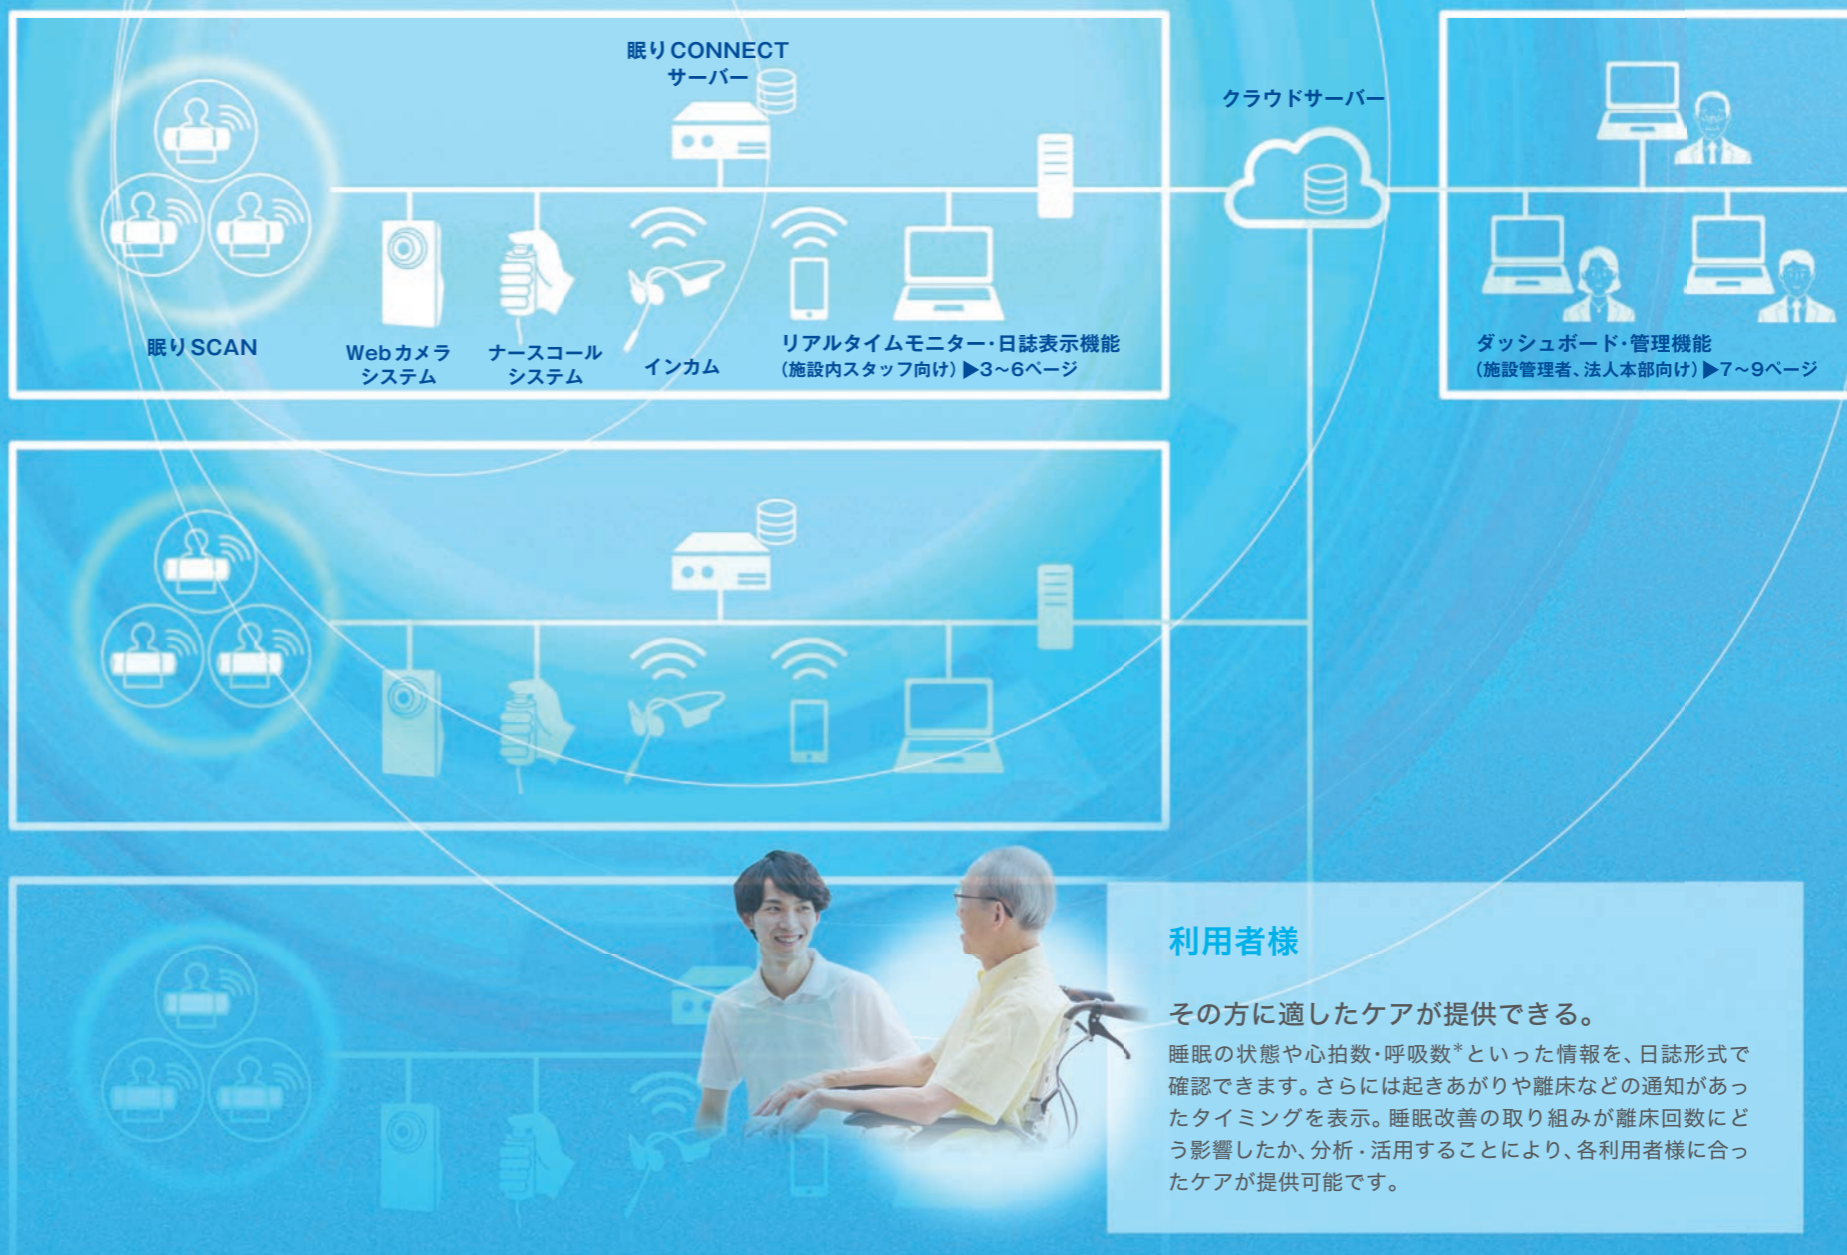 眠りCONNECT
サーバー
クラウドサーバー
眠りSCAN
Webカメラ
システム
ナースコール
システム
インカム
リアルタイムモニター・日誌表示機能
(施設内スタッフ向け)▶3〜6ページ
ダッシュボード・管理機能
(施設管理者、法人本部向け)▶7〜9ページ
利用者様
その方に適したケアが提供できる。
睡眠の状態や心拍数・呼吸数*といった情報を、日誌形式で
確認できます。さらには起きあがりや離床などの通知があっ
たタイミングを表示。睡眠改善の取り組みが離床回数にど
う影響したか、分析・活用することにより、各利用者様に合っ
たケアが提供可能です。